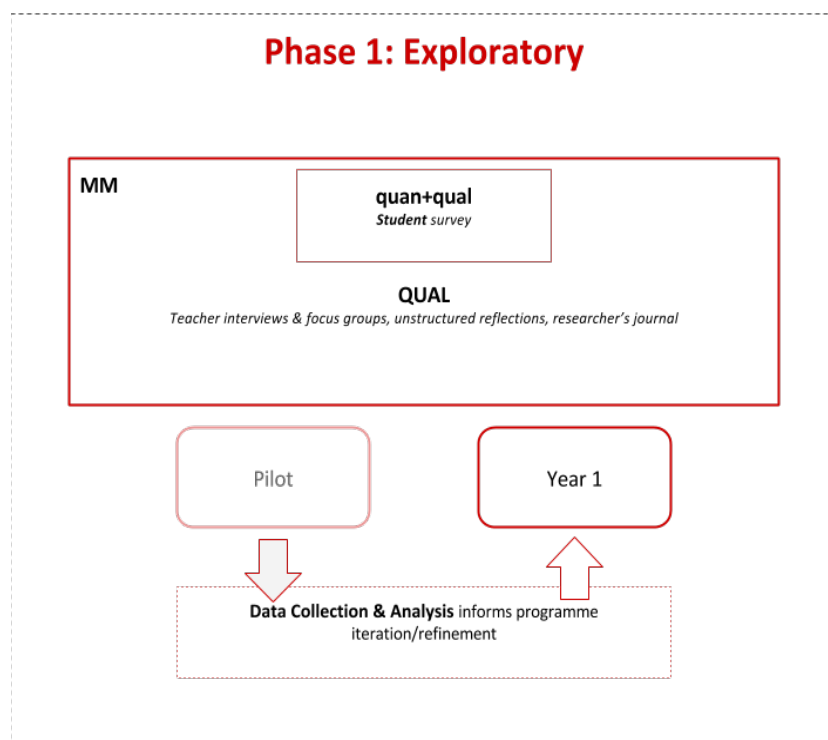 Phase 1: Exploratory
MM
quan+qual
Student survey
QUAL
Teacher interviews & focus groups, unstructured reflections, researcher's journal
Pilot
Year 1
Data Collection & Analysis informs programme
iteration/refinement